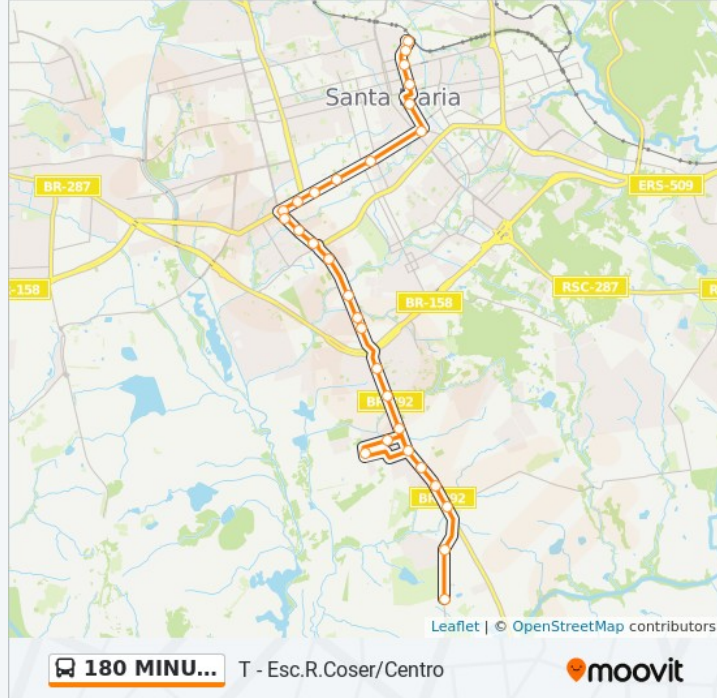 Santa Maria
BR-287
ERS-509
-158
RSC-287
R
BR-158
BR-392
BR-392
Leaflet | © OpenStreetMap contributors
180 MINU...
T - Esc.R.Coser/Centro
moovit